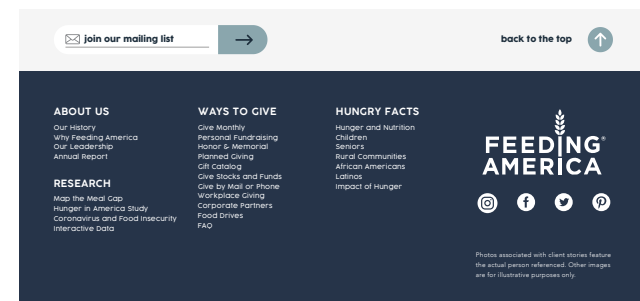 join our mailing list
back to the top
ABOUT US
Our History
Why Feeding America
Our Leadership
Annual Report
RESEARCH
Map the Meal Gap
Hunger in America Study
Coronavirus and Food Insecurity
Interactive Data
WAYS TO GIVE
Give Monthly
Personal Fundraising
Honor & Memorial
Planned Giving
Gift Catalog
Give Stocks and Funds
Give by Mail or Phone
Workplace Giving
Corporate Partners
Food Drives
FAQ
HUNGRY FACTS
Hunger and Nutrition
Children
Seniors
Rural Communities
African Americans
Latinos
Impact of Hunger
FEEDING®
AMERICA
Photos associated with client stories feature
the actual person referenced. Other images
are for illustrative purposes only.